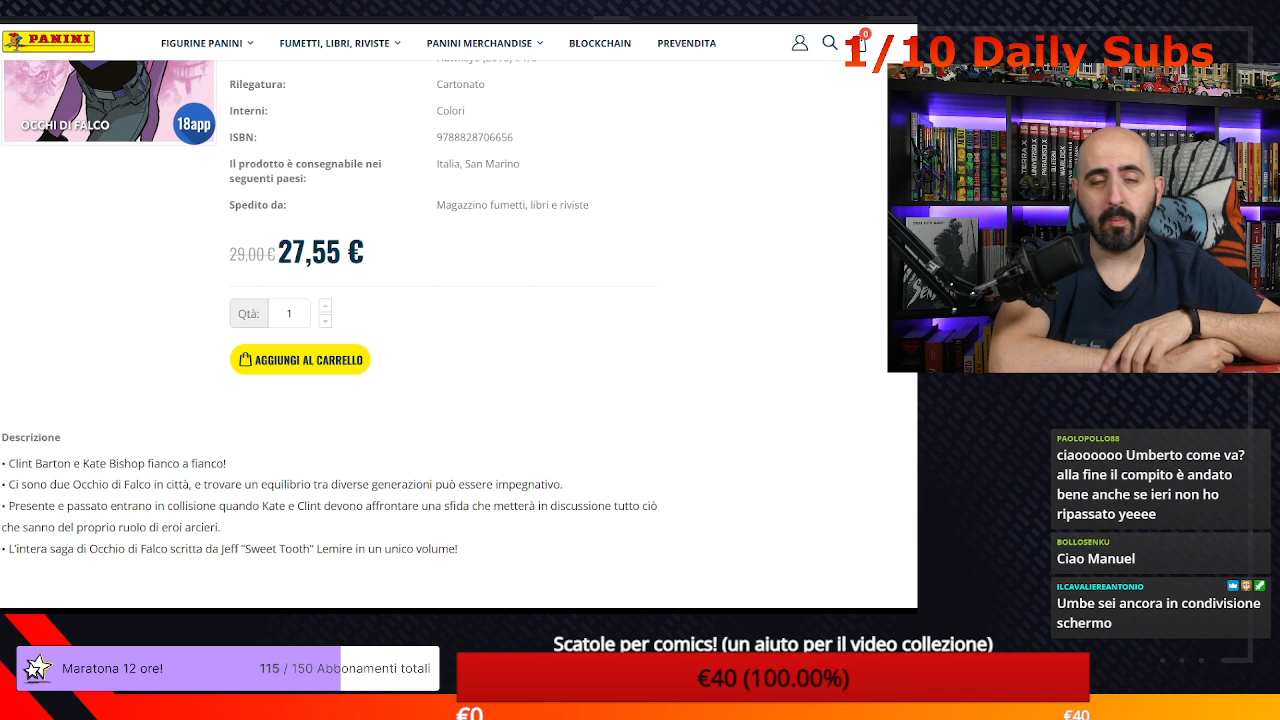 PANINI
FIGURINE PANINI
FUMETTI, LIBRI, RIVISTE
PANINI MERCHANDISE
BLOCKCHAIN
PREVENDITA
0
1/10 Daily Subs
OCCHI DI FALCO
18app
Rilegatura: Cartonato
Interni: Colori
ISBN: 9788828706656
Il prodotto è consegnabile nei Italia, San Marino
seguenti paesi:
Spedito da: Magazzino fumetti, libri e riviste
29,00 € 27,55 €
Qtà: 1
AGGIUNGI AL CARRELLO
Descrizione
• Clint Barton e Kate Bishop fianco a fianco!
• Ci sono due Occhio di Falco in città, e trovare un equilibrio tra diverse generazioni può essere impegnativo.
• Presente e passato entrano in collisione quando Kate e Clint devono affrontare una sfida che metterà in discussione tutto ciò
che sanno del proprio ruolo di eroi arcieri.
• L’intera saga di Occhio di Falco scritta da Jeff “Sweet Tooth” Lemire in un unico volume!
TERRA X
UNIVERSO X
PARADISO X
PAOLOPOLLO88
ciaoooooo Umberto come va?
alla fine il compito è andato
bene anche se ieri non ho
ripassato yeeee
BOLLOSENKU
Ciao Manuel
ILCAVALIEREANTONIO
Umbe sei ancora in condivisione
schermo
Maratona 12 ore! 115 / 150 Abbonamenti totali
Scatole per comics! (un aiuto per il video collezione)
€40 (100.00%)
€0 €40